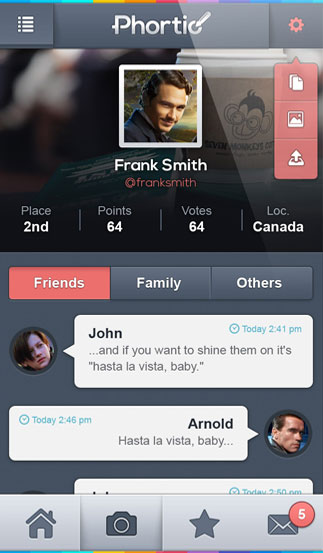 Phortio
Frank Smith
@franksmith
Place Points Votes Loc.
2nd 64 64 Canada
Friends Family Others
John Today 2:41 pm
...and if you want to shine them on it's
"hasta la vista, baby."
Today 2:46 pm Arnold
Hasta la vista, baby...
Today 2:50 pm
5